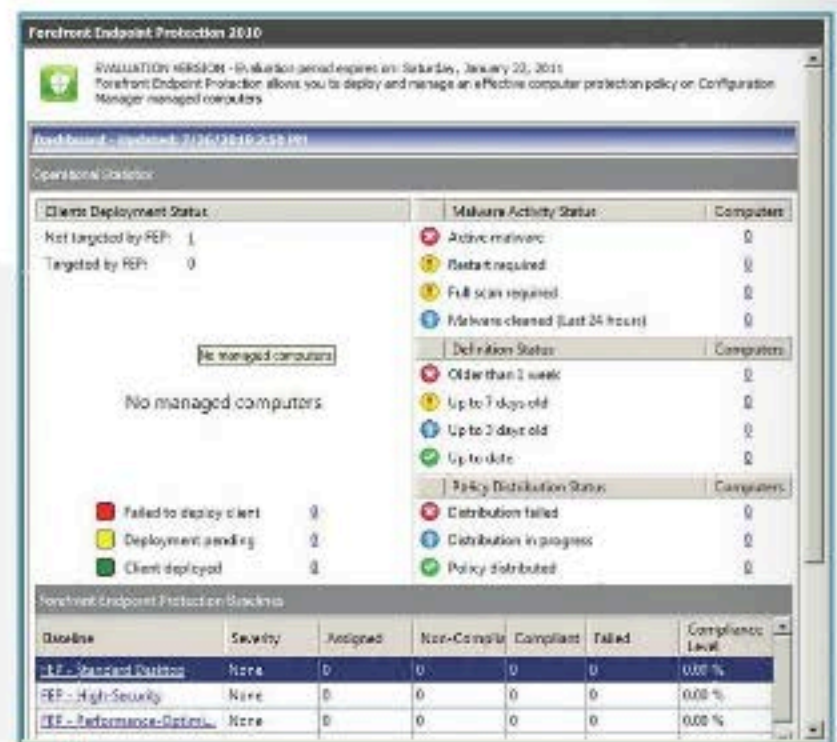 Forefront Endpoint Protection 2010
EVALUATION VERSION - Evaluation period expires on: Saturday, January 22, 2011
Forefront Endpoint Protection allows you to deploy and manage an effective computer protection policy on Configuration
Manager managed computers
Dashboard - Updated: 7/26/2010 3:58 PM
Operational Statistics
Clients Deployment Status
Not targeted by FEP: 1
Targeted by FEP: 0
No managed computers
No managed computers
Failed to deploy client 0
Deployment pending 0
Client deployed 0
Malware Activity Status Computers
Active malware 0
Restart required 0
Full scan required 0
Malware cleaned (Last 24 hours) 0
Definition Status Computers
Older than 1 week 0
Up to 7 days old 0
Up to 3 days old 0
Up to date 0
Policy Distribution Status Computers
Distribution failed 0
Distribution in progress 0
Policy distributed 0
Forefront Endpoint Protection Baselines
Baseline Severity Assigned Non-Complia Compliant Failed Compliance Level
FEP - Standard Desktop None 0 0 0 0 0.00 %
FEP - High-Security None 0 0 0 0 0.00 %
FEP - Performance-Optimi... None 0 0 0 0 0.00 %